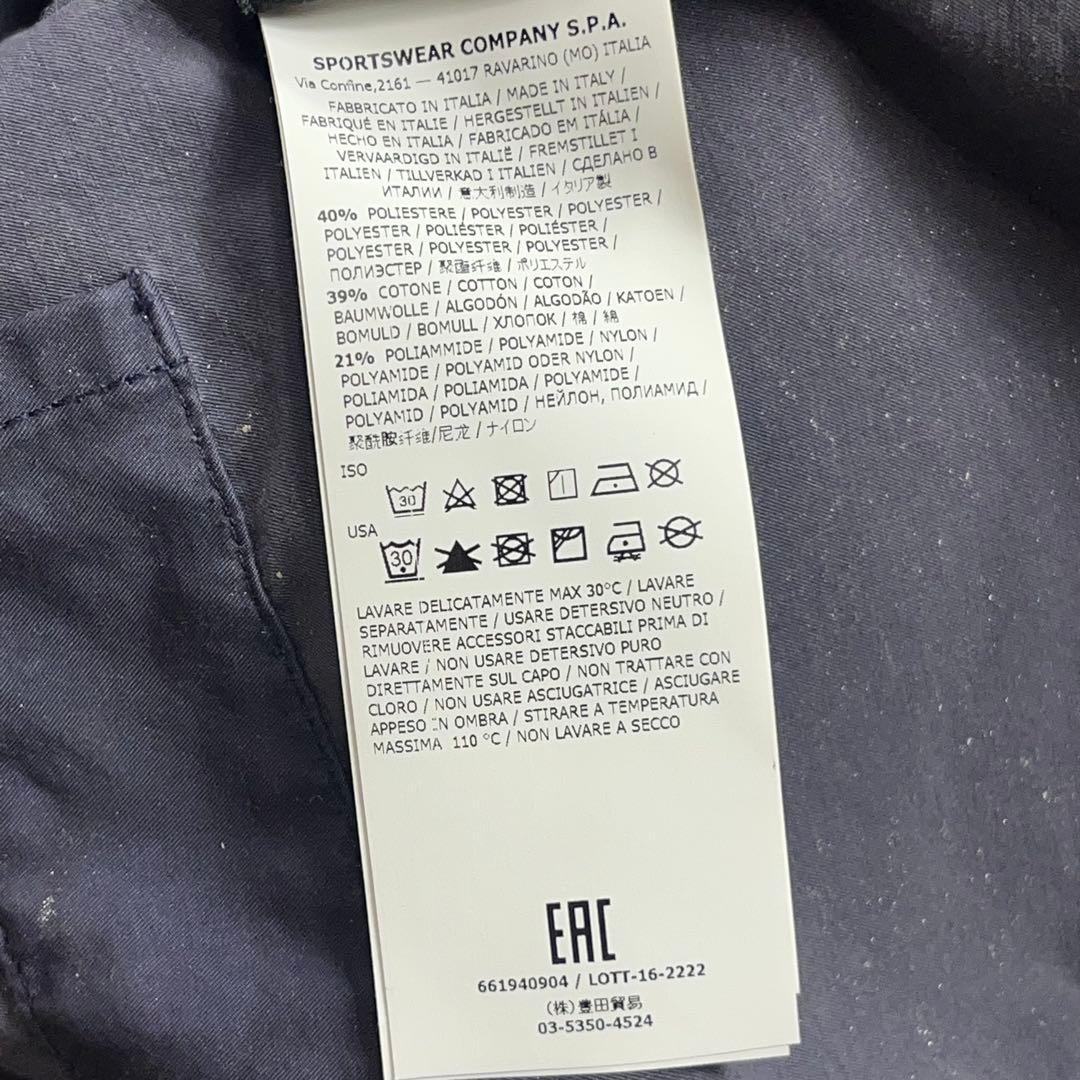 SPORTSWEAR COMPANY S.P.A.
Via Confine,2161 — 41017 RAVARINO (MO) ITALIA
FABBRICATO IN ITALIA / MADE IN ITALY /
FABRIQUÉ EN ITALIE / HERGESTELLT IN ITALIEN /
HECHO EN ITALIA / FABRICADO EM ITÁLIA /
VERVAARDIGD IN ITALIË / FREMSTILLET I
ITALIEN / TILLVERKAD I ITALIEN / СДЕЛАНО В
ИТАЛИИ / 意大利制造 / イタリア製
40% POLIESTERE / POLYESTER / POLYESTER /
POLYESTER / POLIÉSTER / POLIÉSTER /
POLYESTER / POLYESTER / POLYESTER /
ПОЛИЭСТЕР / 聚酯纤维 / ポリエステル
39% COTONE / COTTON / COTON /
BAUMWOLLE / ALGODÓN / ALGODÃO / KATOEN /
BOMULD / BOMULL / ХЛОПОК / 棉 / 綿
21% POLIAMMIDE / POLYAMIDE / NYLON /
POLYAMIDE / POLYAMID ODER NYLON /
POLIAMIDA / POLIAMIDA / POLYAMIDE /
POLYAMID / POLYAMID / НЕЙЛОН, ПОЛИАМИД /
聚酰胺纤维/尼龙 / ナイロン
ISO
30
USA
30
LAVARE DELICATAMENTE MAX 30°C / LAVARE
SEPARATAMENTE / USARE DETERSIVO NEUTRO /
RIMUOVERE ACCESSORI STACCABILI PRIMA DI
LAVARE / NON USARE DETERSIVO PURO
DIRETTAMENTE SUL CAPO / NON TRATTARE CON
CLORO / NON USARE ASCIUGATRICE / ASCIUGARE
APPESO IN OMBRA / STIRARE A TEMPERATURA
MASSIMA 110 °C / NON LAVARE A SECCO
EAC
661940904 / LOTT-16-2222
(株)豊田貿易
03-5350-4524